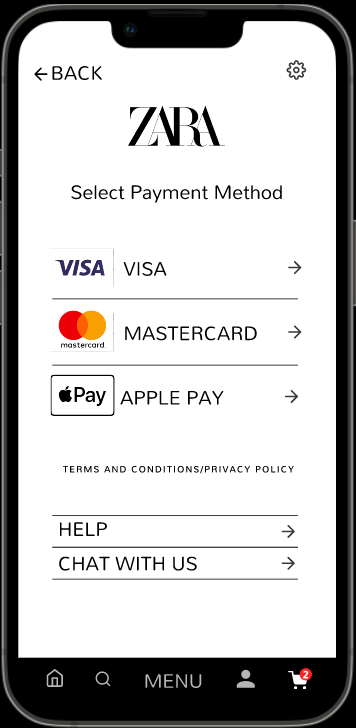 BACK
ZARA
Select Payment Method
VISA VISA
mastercard MASTERCARD
Pay APPLE PAY
TERMS AND CONDITIONS/PRIVACY POLICY
HELP
CHAT WITH US
MENU 2